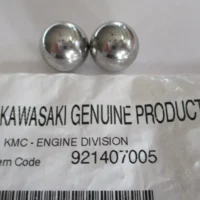 KAWASAKI GENUINE PRODUCT
KMC - ENGINE DIVISION
em Code 921407005